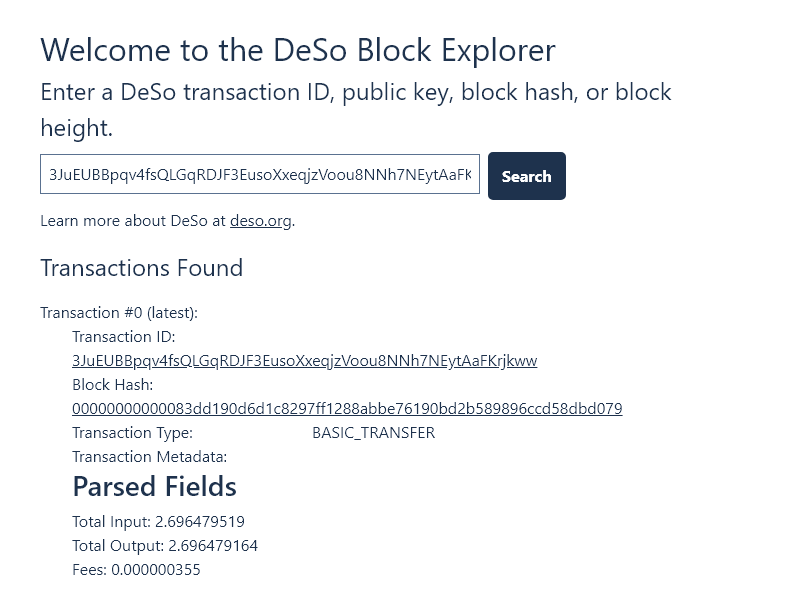 Welcome to the DeSo Block Explorer
Enter a DeSo transaction ID, public key, block hash, or block
height.
3JuEUBBpqv4fsQLGqRDJF3EusoXxeqjzVoou8NNh7NEytAaFK
Search
Learn more about DeSo at deso.org.
Transactions Found
Transaction #0 (latest):
Transaction ID:
3JuEUBBpqv4fsQLGqRDJF3EusoXxeqjzVoou8NNh7NEytAaFKrjkww
Block Hash:
00000000000083dd190d6d1c8297ff1288abbe76190bd2b589896ccd58dbd079
Transaction Type: BASIC_TRANSFER
Transaction Metadata:
Parsed Fields
Total Input: 2.696479519
Total Output: 2.696479164
Fees: 0.000000355